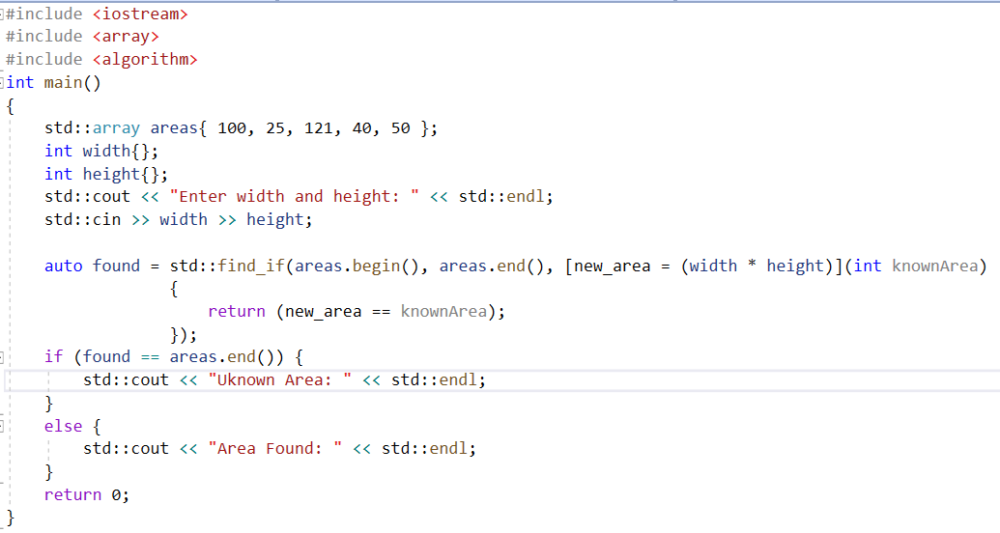 #include <iostream>
#include <array>
#include <algorithm>
int main()
{
    std::array areas{ 100, 25, 121, 40, 50 };
    int width{};
    int height{};
    std::cout << "Enter width and height: " << std::endl;
    std::cin >> width >> height;

    auto found = std::find_if(areas.begin(), areas.end(), [new_area = (width * height)](int knownArea)
                 {
                     return (new_area == knownArea);
                 });
    if (found == areas.end()) {
        std::cout << "Uknown Area: " << std::endl;
    }
    else {
        std::cout << "Area Found: " << std::endl;
    }
    return 0;
}